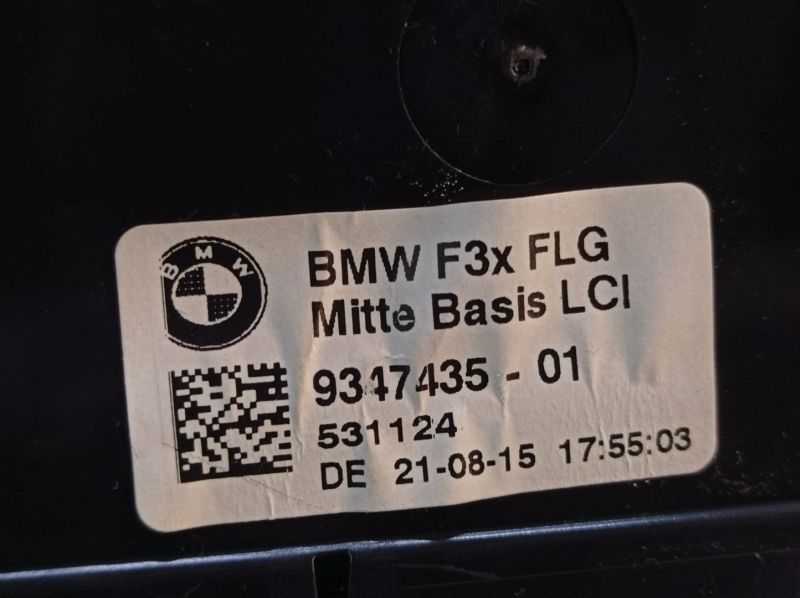 BMW
BMW F3x FLG
Mitte Basis LCI
9347435 - 01
531124
DE 21-08-15 17:55:03